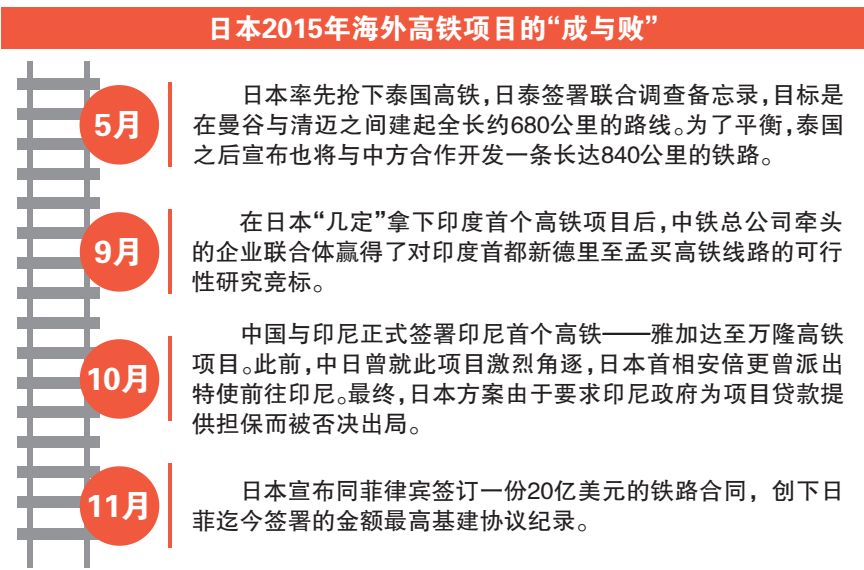 日本2015年海外高铁项目的“成与败”
5月
日本率先抢下泰国高铁,日泰签署联合调查备忘录,目标是
在曼谷与清迈之间建起全长约680公里的路线。为了平衡,泰国
之后宣布也将与中方合作开发一条长达840公里的铁路。
9月
在日本“几定”拿下印度首个高铁项目后,中铁总公司牵头
的企业联合体赢得了对印度首都新德里至孟买高铁线路的可行
性研究竞标。
10月
中国与印尼正式签署印尼首个高铁——雅加达至万隆高铁
项目。此前,中日曾就此项目激烈角逐,日本首相安倍更曾派出
特使前往印尼。最终,日本方案由于要求印尼政府为项目贷款提
供担保而被否决出局。
11月
日本宣布同菲律宾签订一份20亿美元的铁路合同，创下日
菲迄今签署的金额最高基建协议纪录。